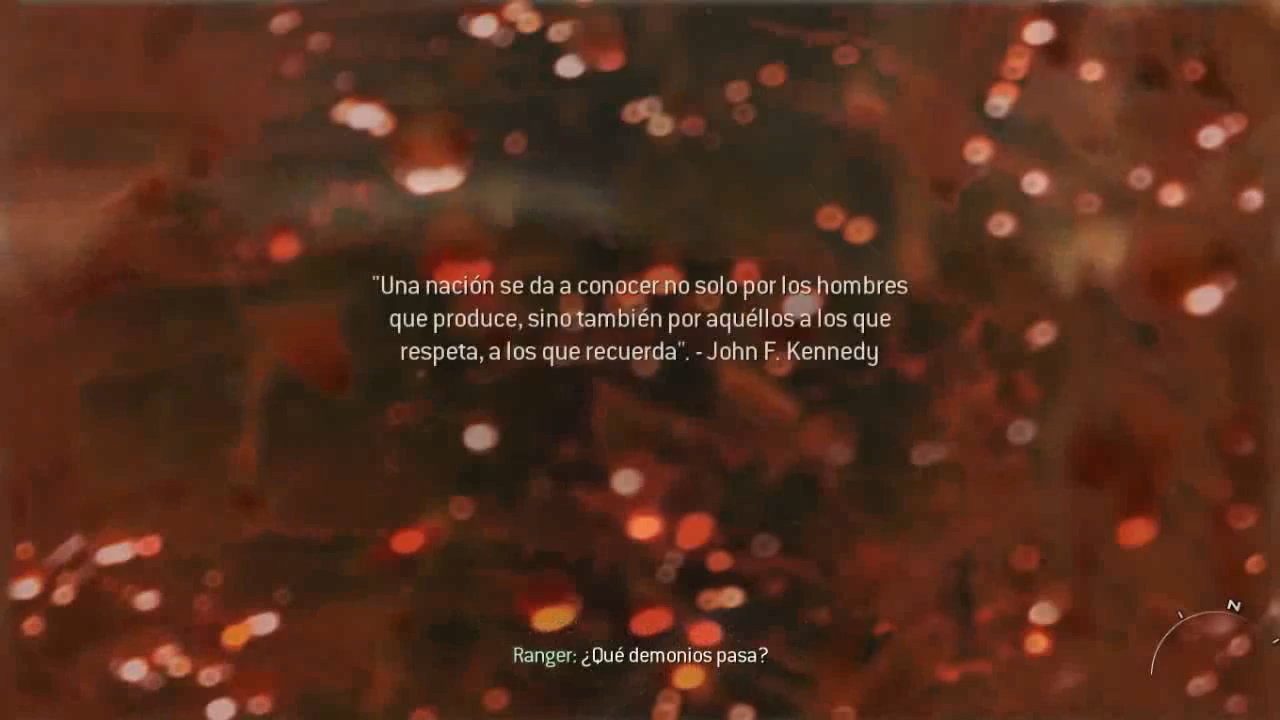 "Una nación se da a conocer no solo por los hombres
que produce, sino también por aquéllos a los que
respeta, a los que recuerda". - John F. Kennedy
N
Ranger: ¿Qué demonios pasa?